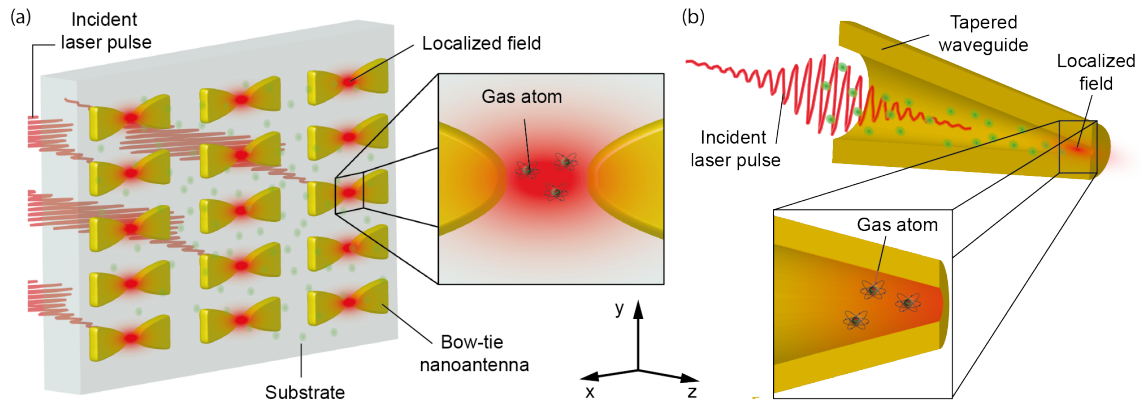 (a)
Incident
laser pulse
Localized field
Gas atom
Bow-tie
nanoantenna
Substrate
y
x
z
(b)
Tapered
waveguide
Localized
field
Incident
laser pulse
Gas atom